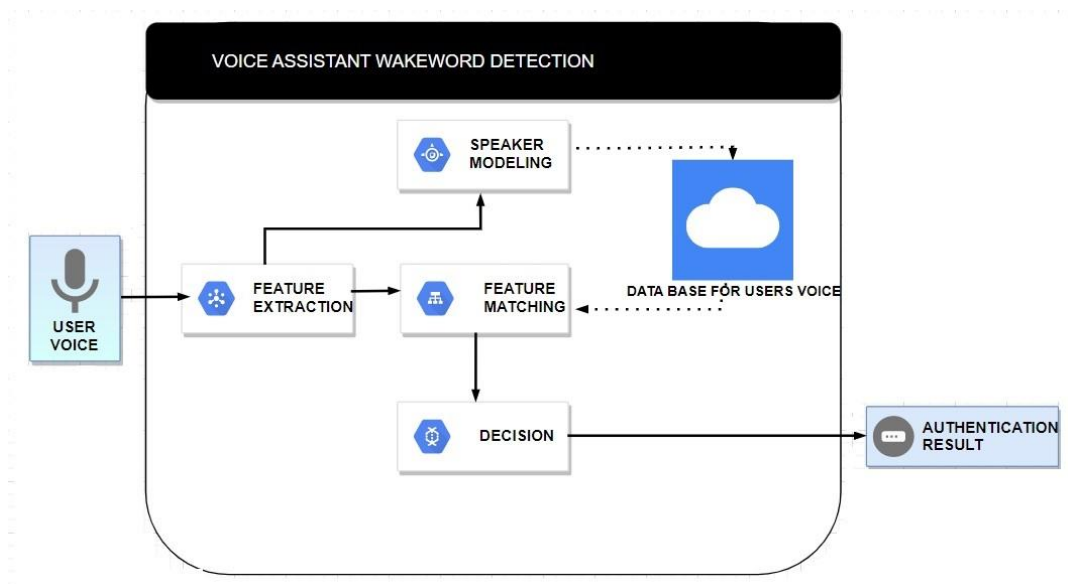 VOICE ASSISTANT WAKEWORD DETECTION
SPEAKER
MODELING
DATA BASE FOR USERS VOICE
USER
VOICE
FEATURE
EXTRACTION
FEATURE
MATCHING
DECISION
AUTHENTICATION
RESULT